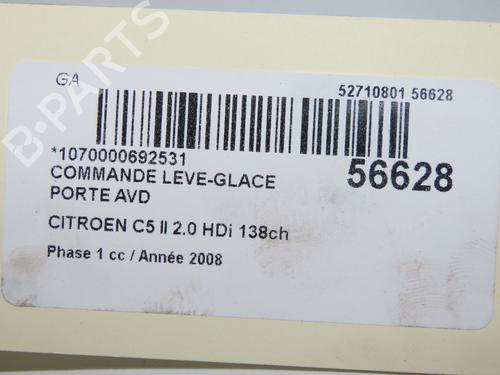 B-PARTS
GA
52710801 56628
*1070000692531
56628
COMMANDE LEVE-GLACE
PORTE AVD
CITROEN C5 II 2.0 HDi 138ch
Phase 1 cc / Année 2008